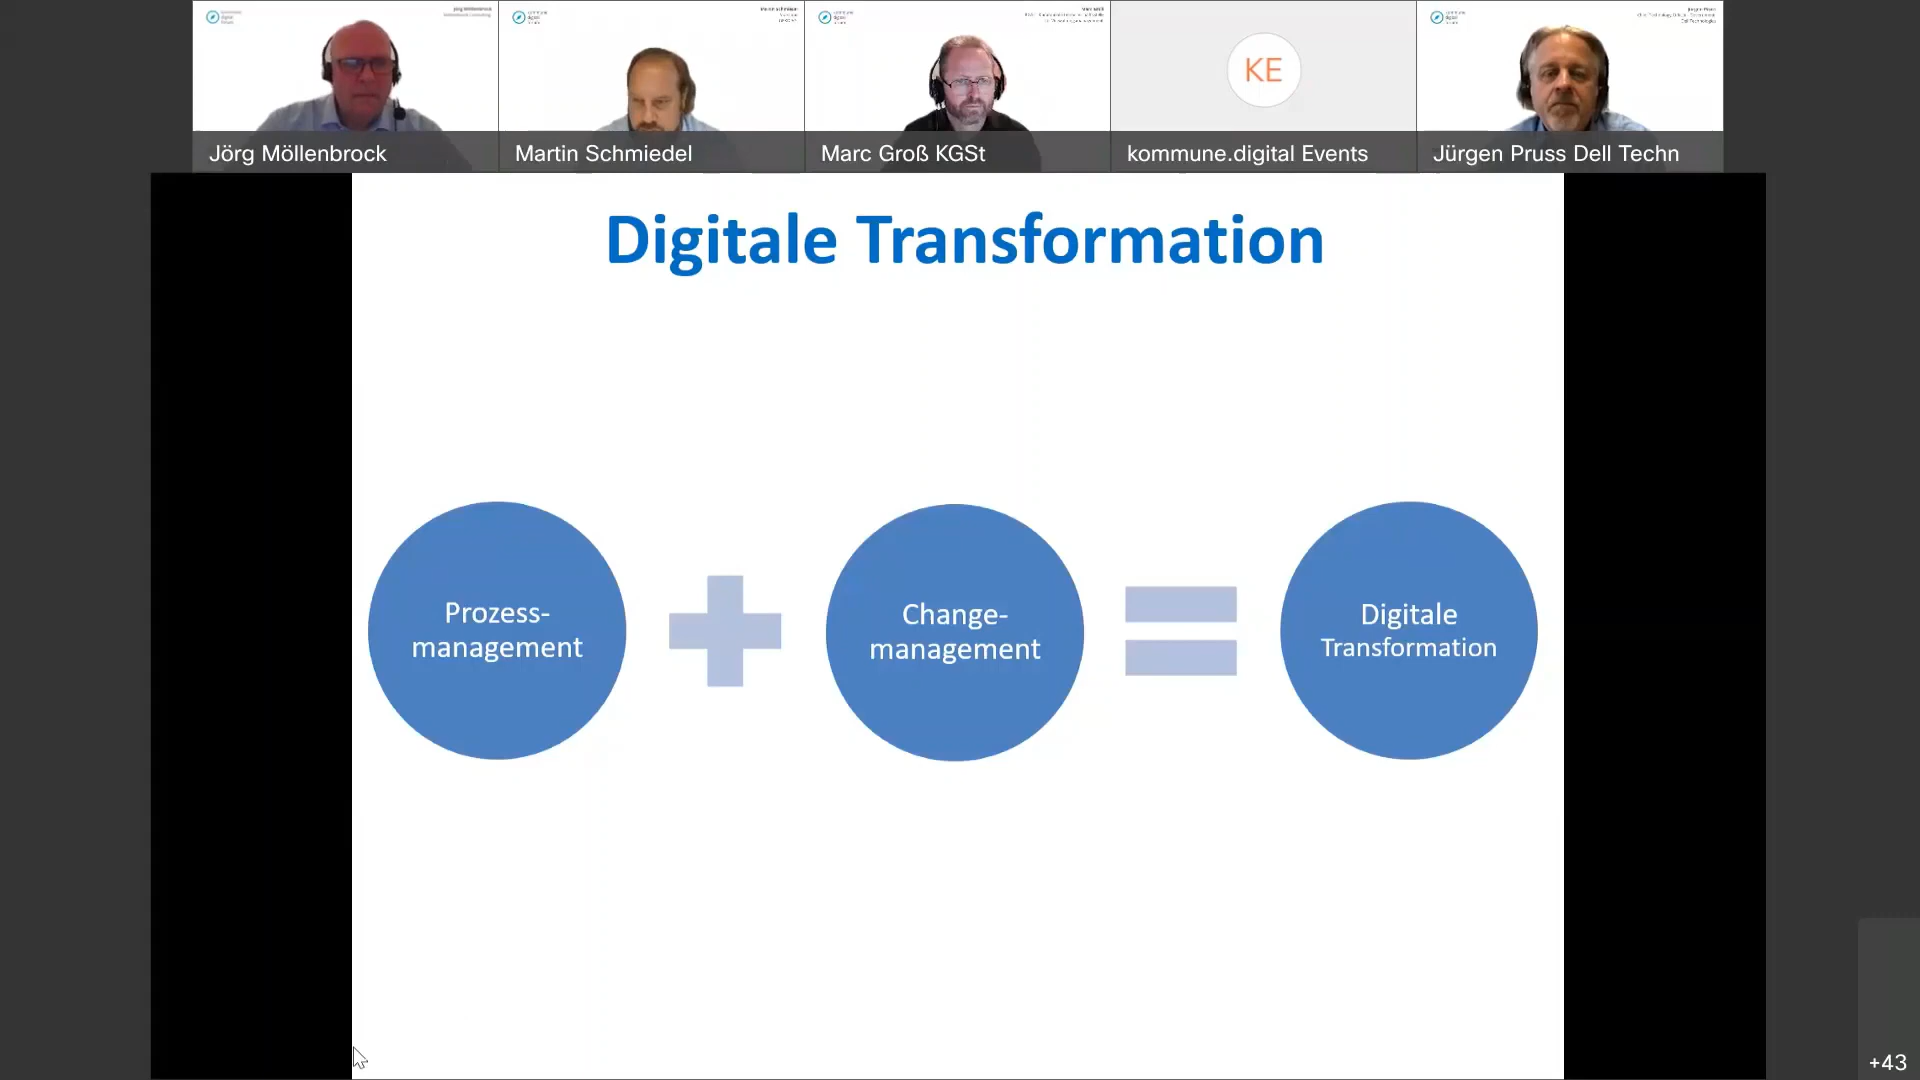 Jörg Möllenbrock
Martin Schmiedel
Marc Groß KGSt
KE
kommune.digital Events
Jürgen Pruss Dell Techn
Digitale Transformation
Prozess-
management
Change-
management
Digitale
Transformation
+43